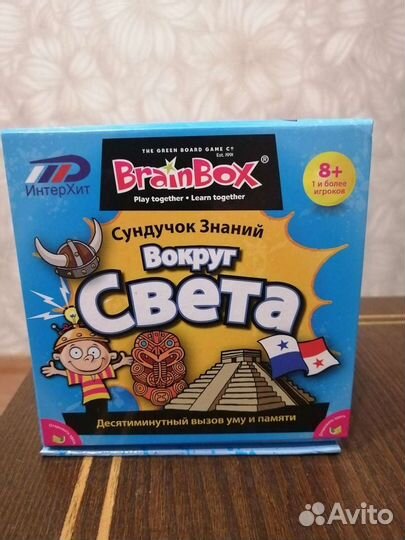 THE GREEN BOARD GAME Cº
Est. 1991
BrainBox®
Play together • Learn together
ИнтерХит
8+
1 и более
игроков
Сундучок Знаний
Вокруг
Света
Десятиминутный вызов уму и памяти
Avito